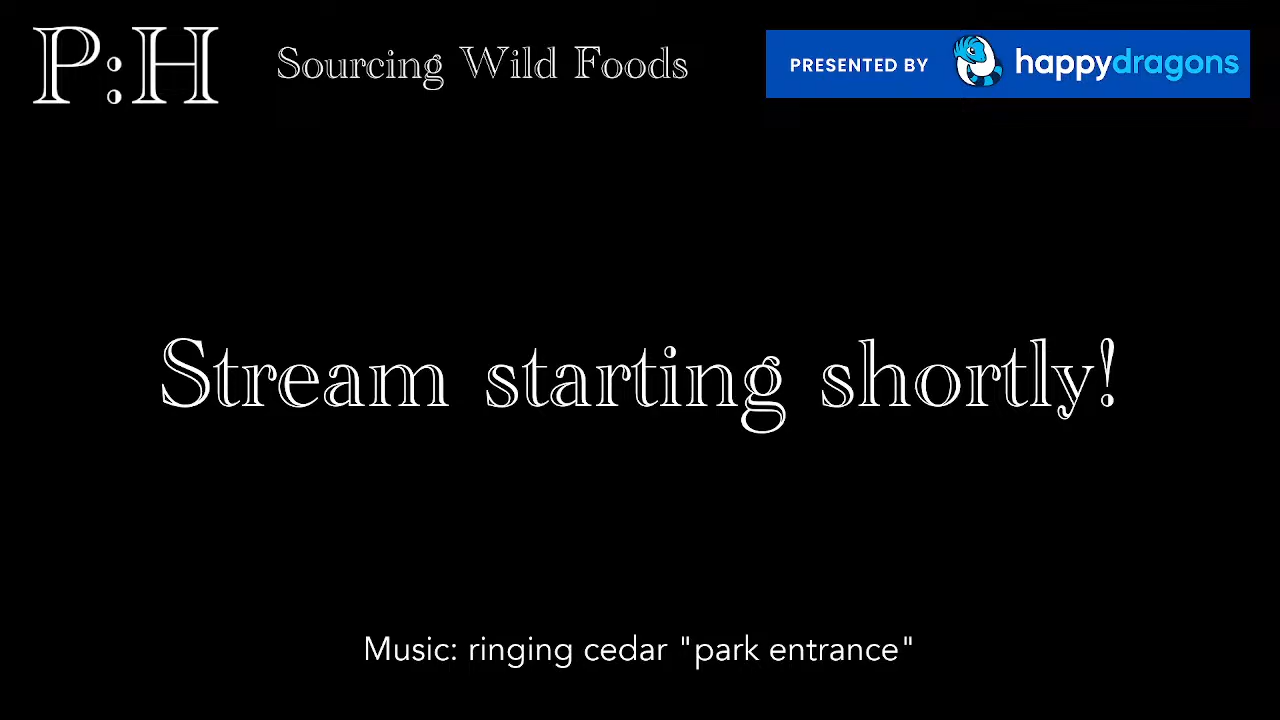 P:H
Sourcing Wild Foods
PRESENTED BY happydragons
Stream starting shortly!
Music: ringing cedar "park entrance"